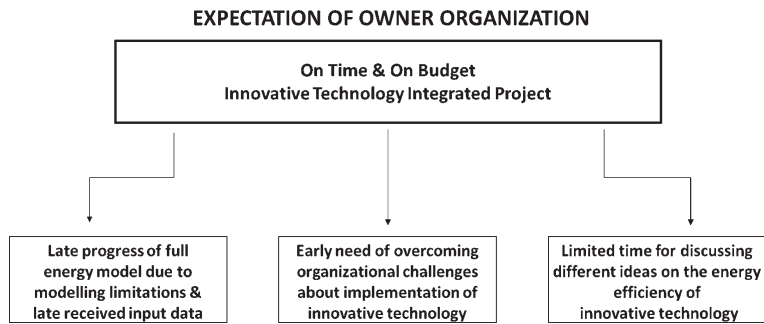 EXPECTATION OF OWNER ORGANIZATION
On Time & On Budget
Innovative Technology Integrated Project
Late progress of full
energy model due to
modelling limitations &
late received input data
Early need of overcoming
organizational challenges
about implementation of
innovative technology
Limited time for discussing
different ideas on the energy
efficiency of
innovative technology